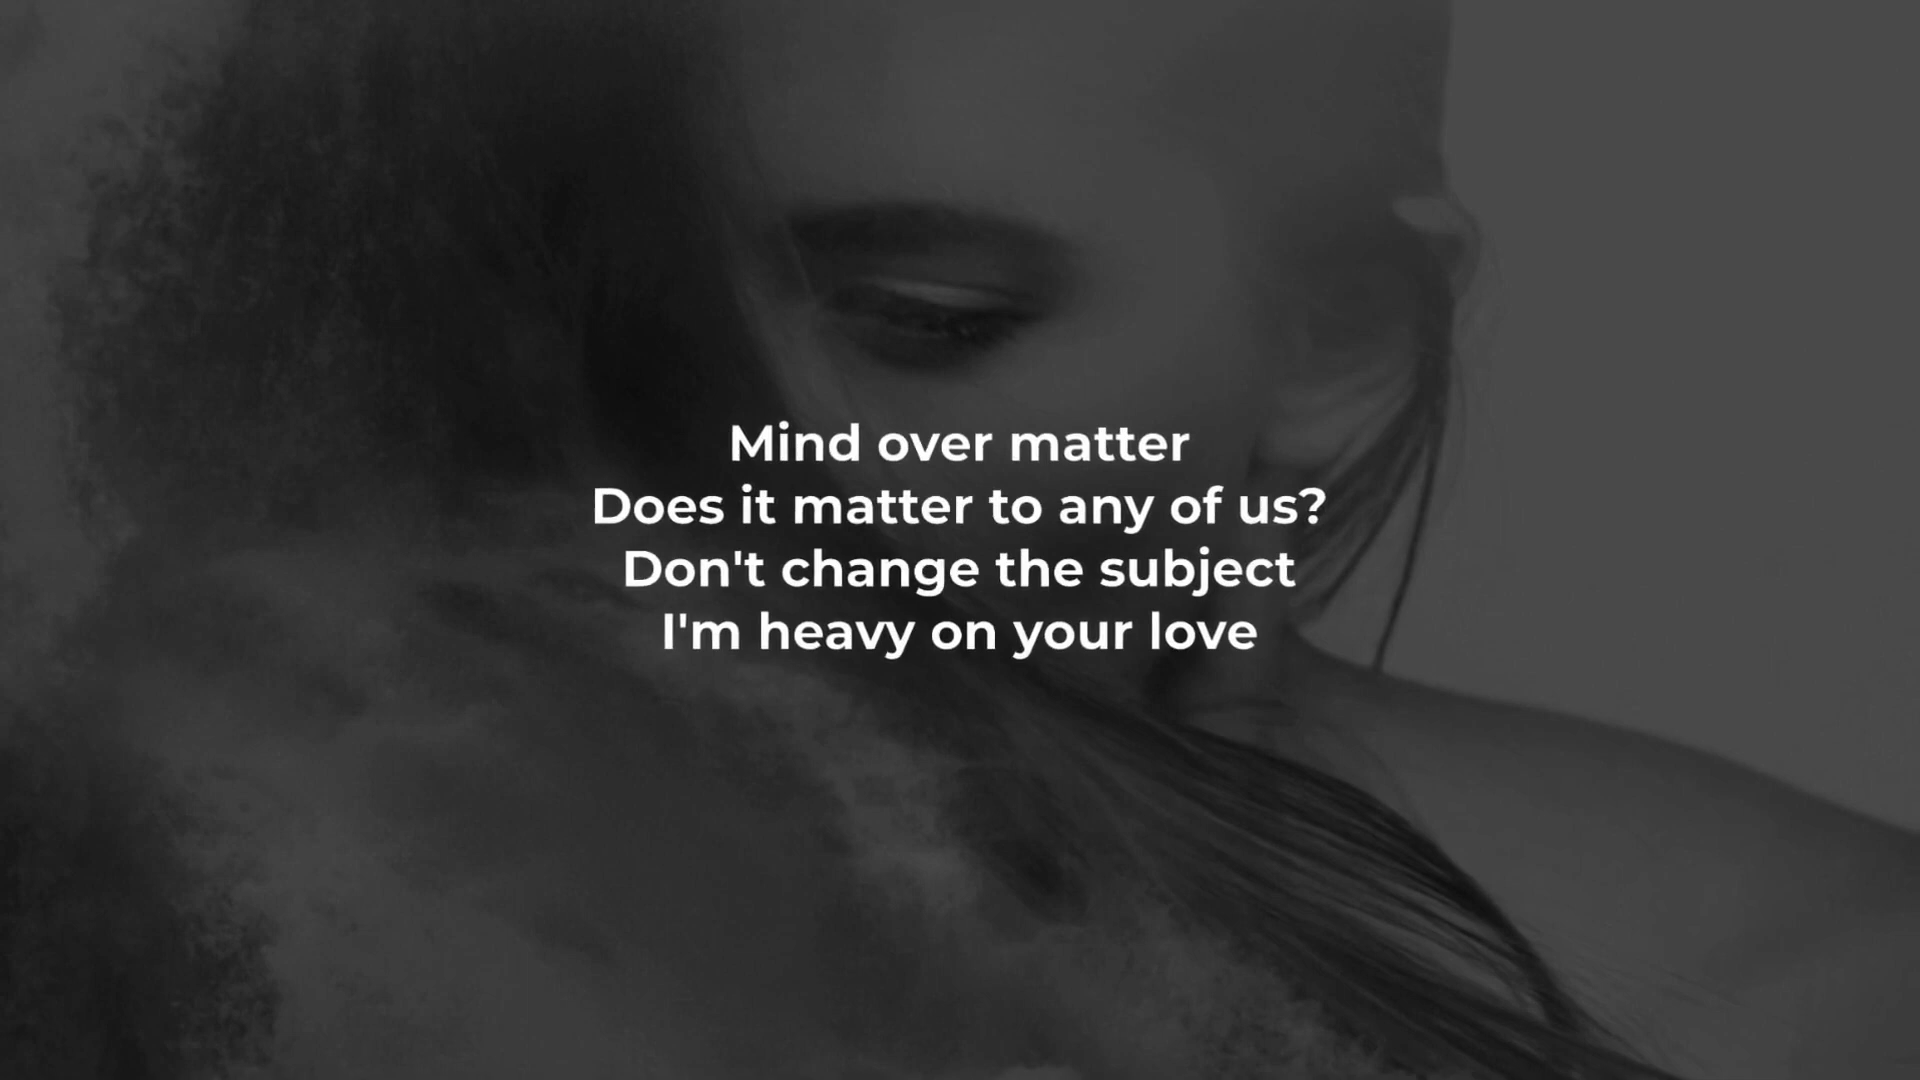 Mind over matter
Does it matter to any of us?
Don't change the subject
I'm heavy on your love